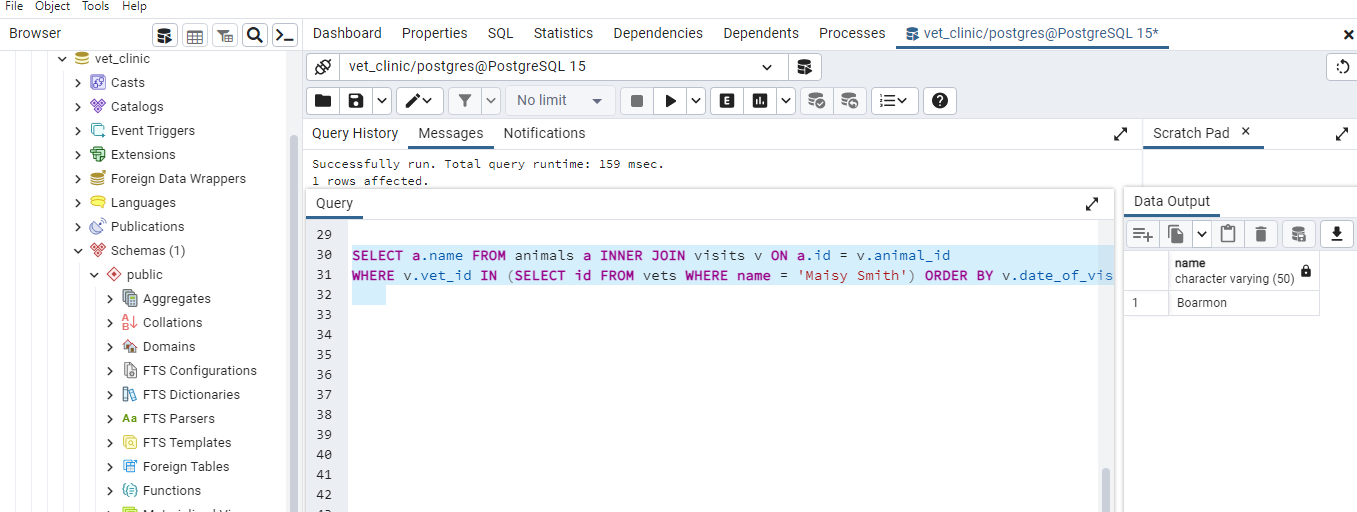 File Object Tools Help
Browser
Dashboard Properties SQL Statistics Dependencies Dependents Processes vet_clinic/postgres@PostgreSQL 15*
vet_clinic
Casts
Catalogs
Event Triggers
Extensions
Foreign Data Wrappers
Languages
Publications
Schemas (1)
public
Aggregates
Collations
Domains
FTS Configurations
FTS Dictionaries
Aa FTS Parsers
FTS Templates
Foreign Tables
Functions
vet_clinic/postgres@PostgreSQL 15
No limit
E
Query History Messages Notifications
Successfully run. Total query runtime: 159 msec.
1 rows affected.
Scratch Pad
Query
29
30 SELECT a.name FROM animals a INNER JOIN visits v ON a.id = v.animal_id
31 WHERE v.vet_id IN (SELECT id FROM vets WHERE name = 'Maisy Smith') ORDER BY v.date_of_vis
32
33
34
35
36
37
38
39
40
41
42
Data Output
name
character varying (50)
1 Boarmon